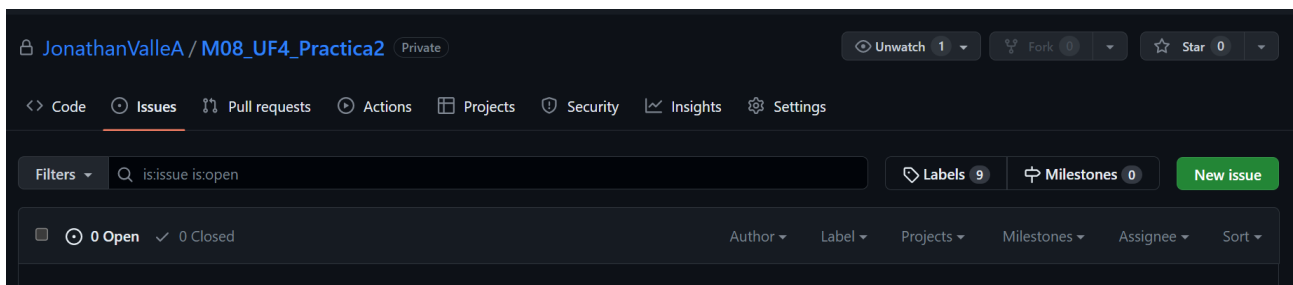 JonathanValleA / M08_UF4_Practica2 Private Unwatch 1 Fork 0 Star 0
<> Code Issues Pull requests Actions Projects Security Insights Settings
Filters is:issue is:open Labels 9 Milestones 0 New issue
0 Open 0 Closed Author Label Projects Milestones Assignee Sort